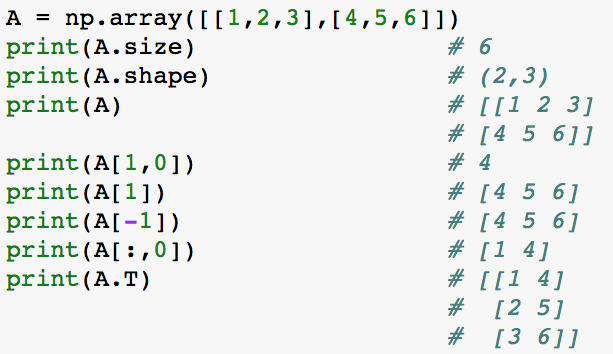 A = np.array([[1,2,3],[4,5,6]])
print(A.size) # 6
print(A.shape) # (2,3)
print(A) # [[1 2 3]
# [4 5 6]]
print(A[1,0]) # 4
print(A[1]) # [4 5 6]
print(A[-1]) # [4 5 6]
print(A[:,0]) # [1 4]
print(A.T) # [[1 4]
# [2 5]
# [3 6]]